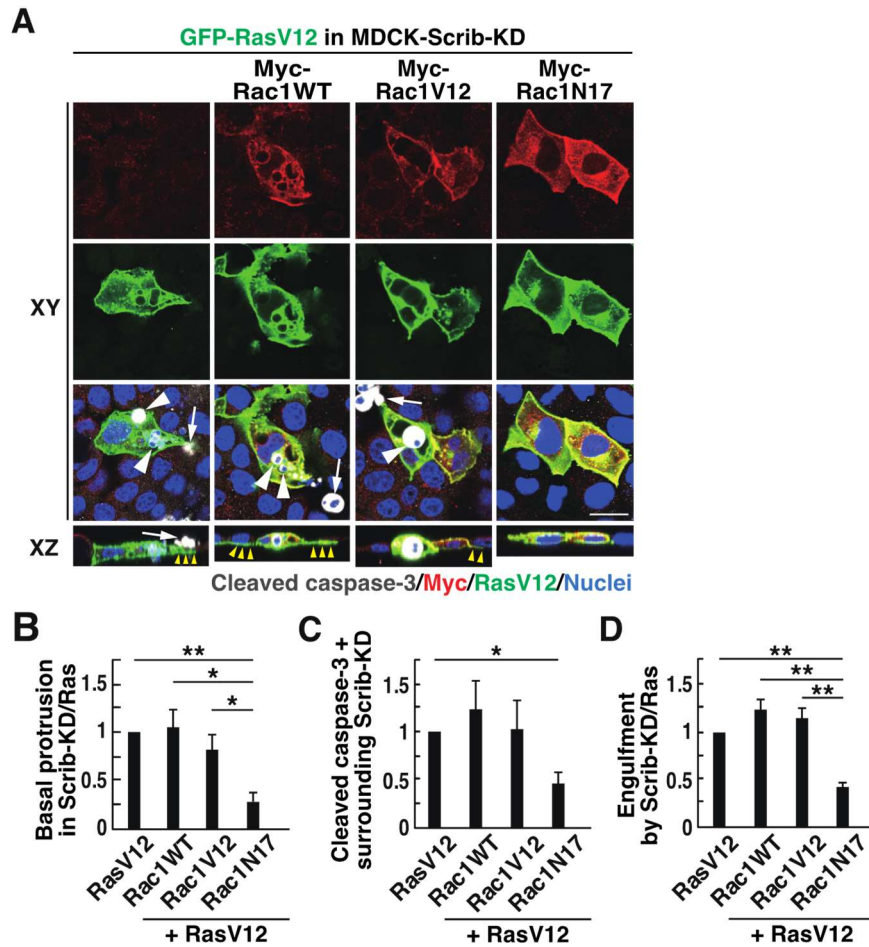 A
GFP-RasV12 in MDCK-Scrib-KD
Myc-
Rac1WT
Myc-
Rac1V12
Myc-
Rac1N17
XY
XZ
Cleaved caspase-3/Myc/RasV12/Nuclei
B
Basal protrusion
in Scrib-KD/Ras
1.5
1
0.5
0
**
*
*
RasV12
Rac1WT
Rac1V12
Rac1N17
+ RasV12
C
Cleaved caspase-3 +
surrounding Scrib-KD
1.5
1
0.5
0
*
RasV12
Rac1WT
Rac1V12
Rac1N17
+ RasV12
D
Engulfment
by Scrib-KD/Ras
1.5
1
0.5
0
**
**
**
RasV12
Rac1WT
Rac1V12
Rac1N17
+ RasV12